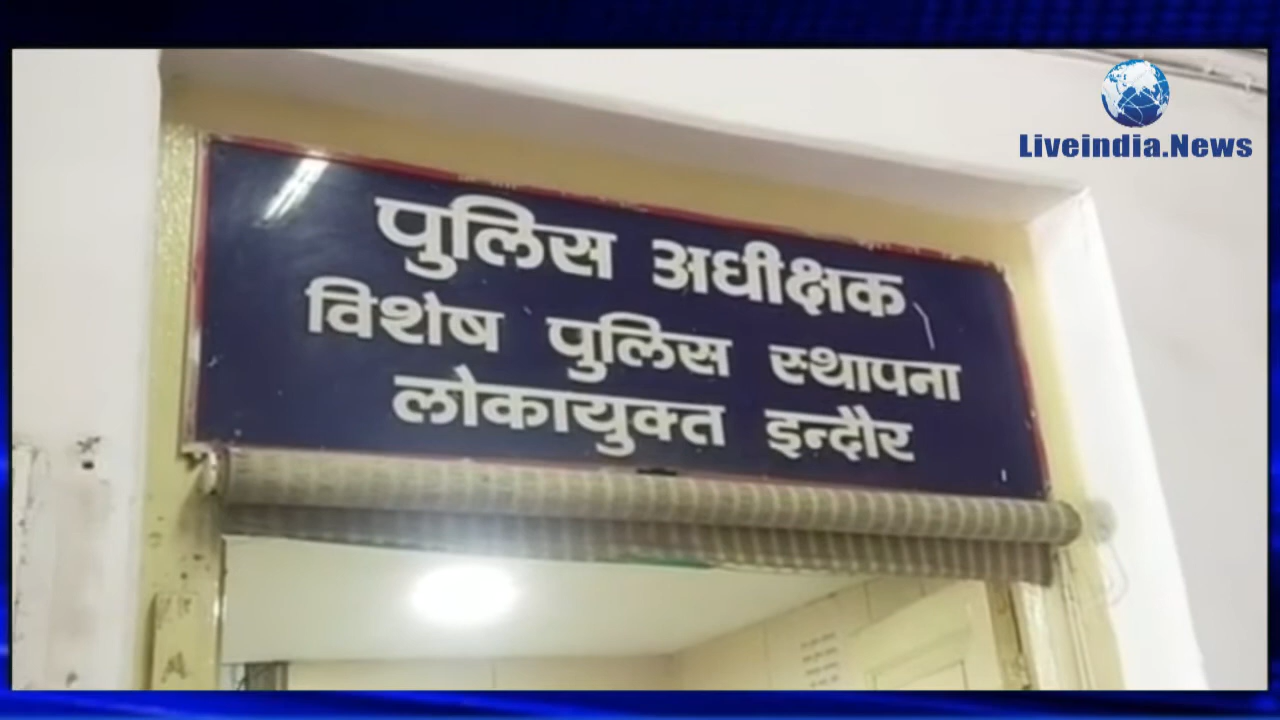 Liveindia.News
पुलिस अधीक्षक
विशेष पुलिस स्थापना
लोकायुक्त इन्दौर